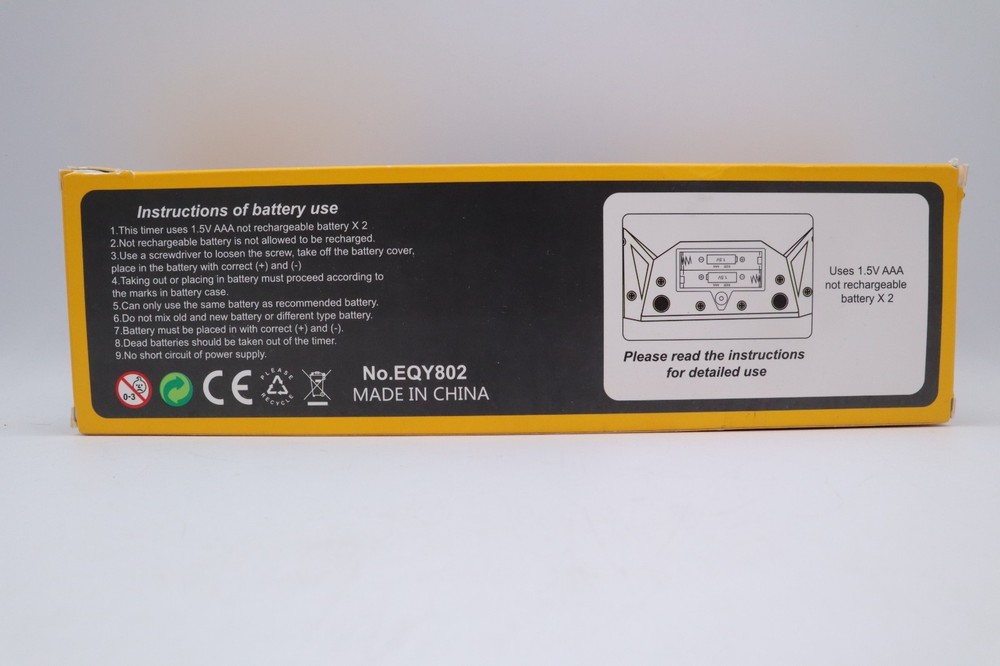 Instructions of battery use
1.This timer uses 1.5V AAA not rechargeable battery X 2
2.Not rechargeable battery is not allowed to be recharged.
3.Use a screwdriver to loosen the screw, take off the battery cover,
place in the battery with correct (+) and (-)
4.Taking out or placing in battery must proceed according to
the marks in battery case.
5.Can only use the same battery as recommended battery.
6.Do not mix old and new battery or different type battery.
7.Battery must be placed in with correct (+) and (-).
8.Dead batteries should be taken out of the timer.
9.No short circuit of power supply.
0-3
CE
PLEASE
RECYCLE
No.EQY802
MADE IN CHINA
Uses 1.5V AAA
not rechargeable
battery X 2
Please read the instructions
for detailed use